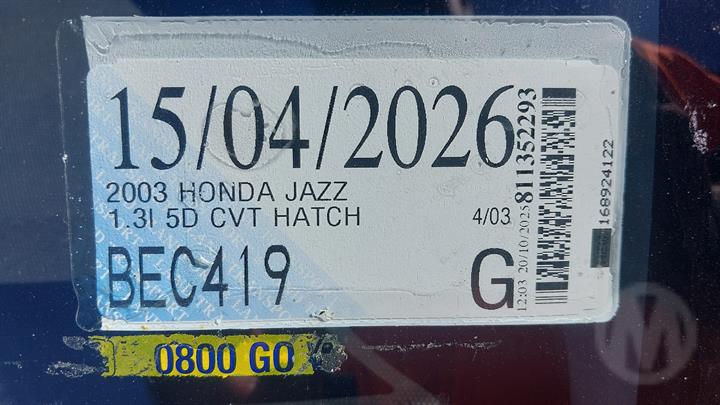 15/04/2026
2003 HONDA JAZZ
1.3I 5D CVT HATCH 4/03
BEC419 G
12:03 20/10/2025 811352293
168924122
0800 GO
M